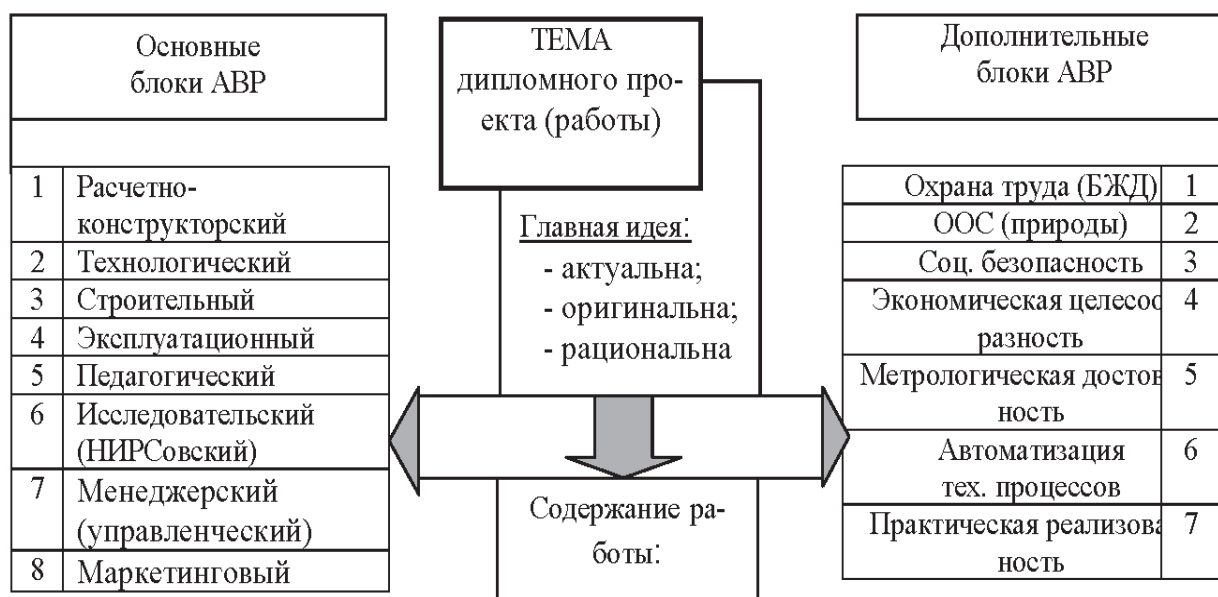 Основные
блоки АВР
1 Расчетно-
конструкторский
2 Технологический
3 Строительный
4 Эксплуатационный
5 Педагогический
6 Исследовательский
(НИРСовский)
7 Менеджерский
(управленческий)
8 Маркетинговый
ТЕМА
дипломного про-
екта (работы)
Главная идея:
- актуальна;
- оригинальна;
- рациональна
Содержание ра-
боты:
Дополнительные
блоки АВР
Охрана труда (БЖД) 1
ООС (природы) 2
Соц. безопасность 3
Экономическая целесоо 4
разность
Метрологическая достов 5
ность
Автоматизация 6
тех. процессов
Практическая реализова 7
ность